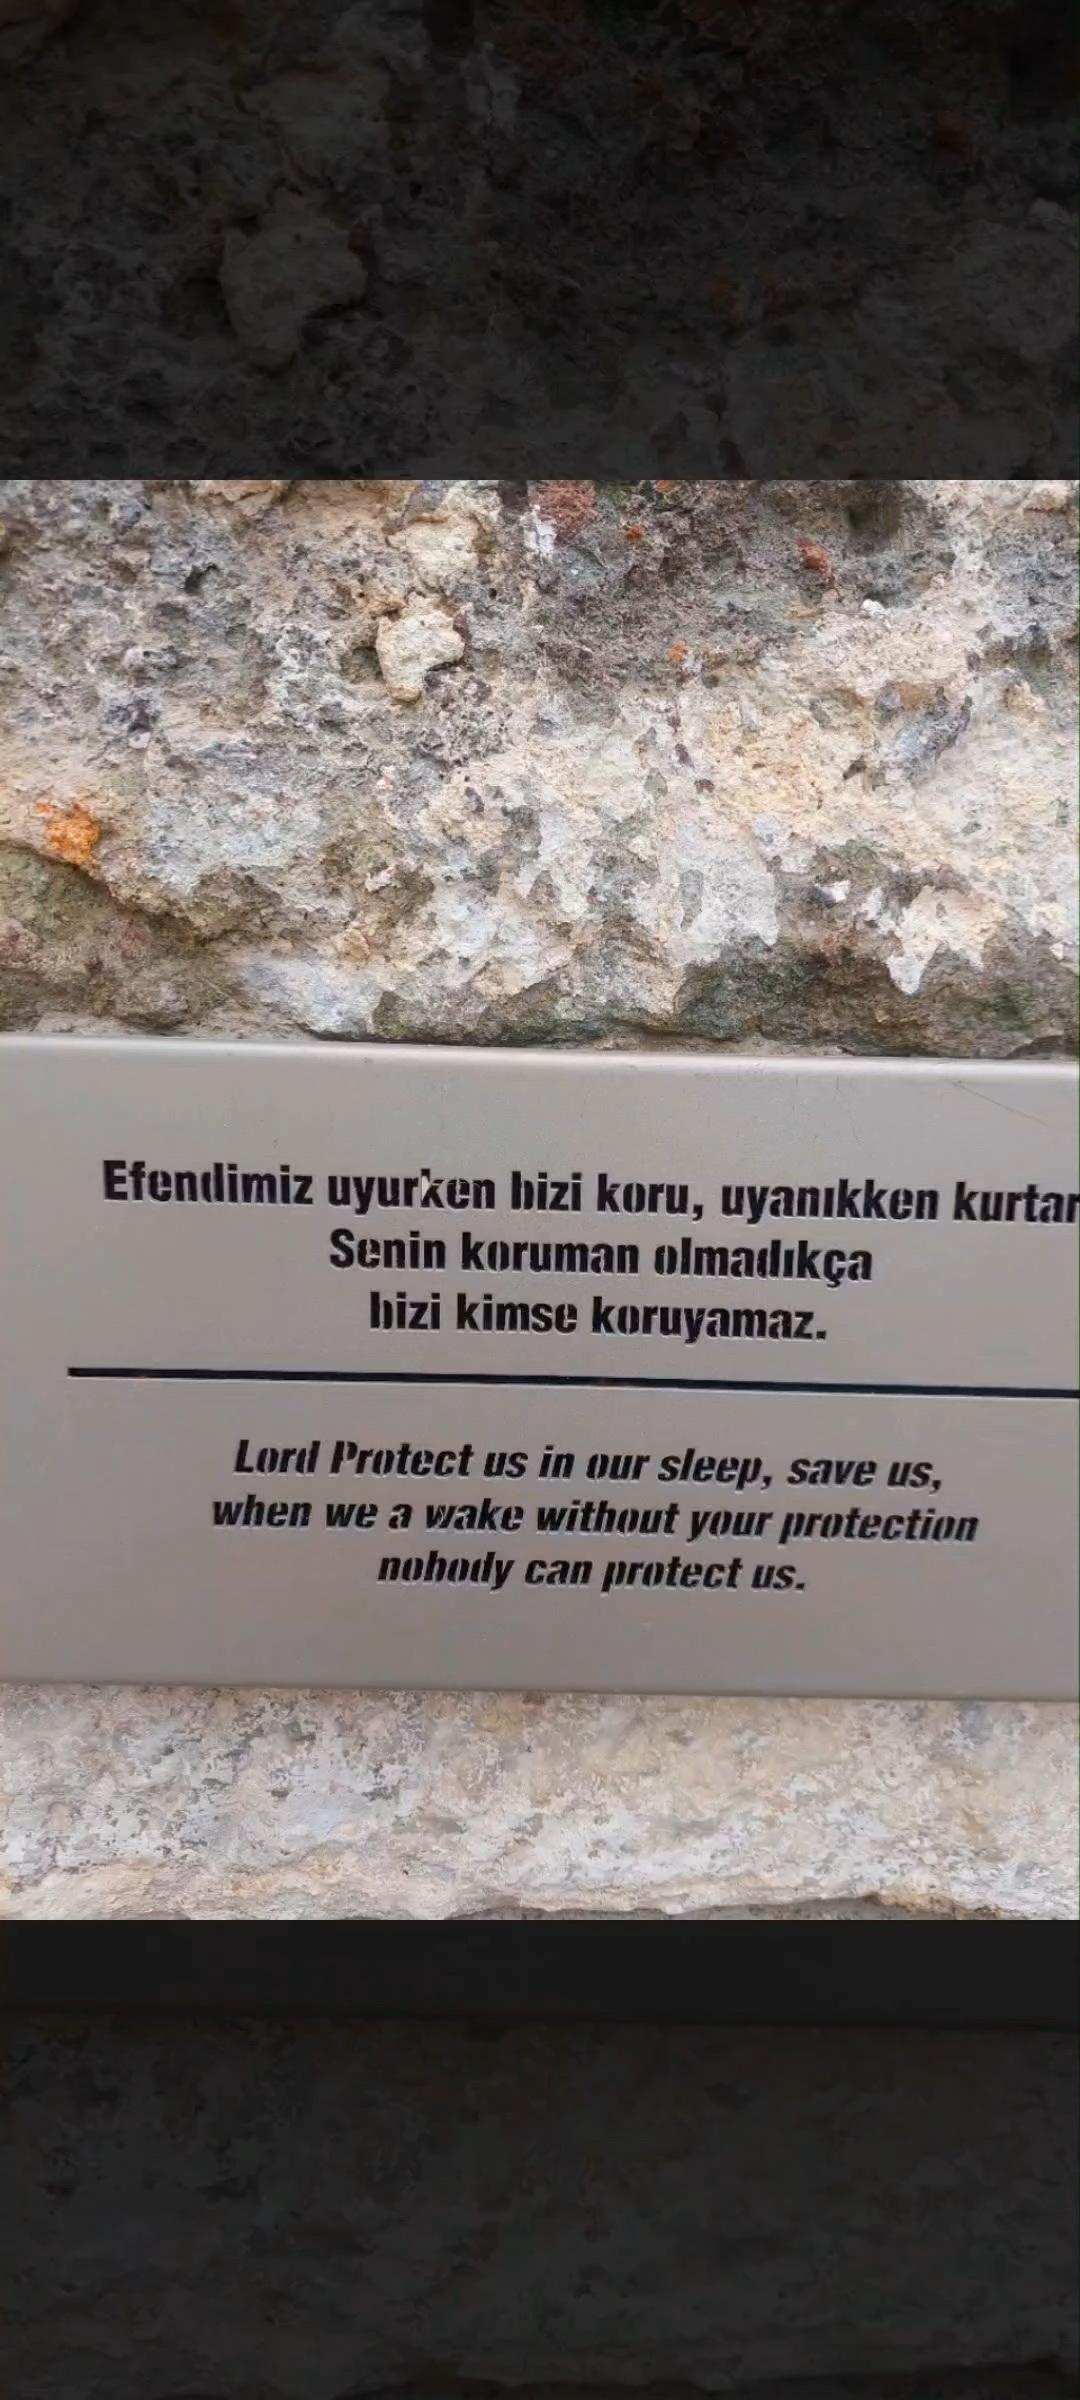 Efendimiz uyurken bizi koru, uyanıkken kurtar
Senin koruman olmadıkça
bizi kimse koruyamaz.
Lord Protect us in our sleep, save us,
when we a wake without your protection
nobody can protect us.